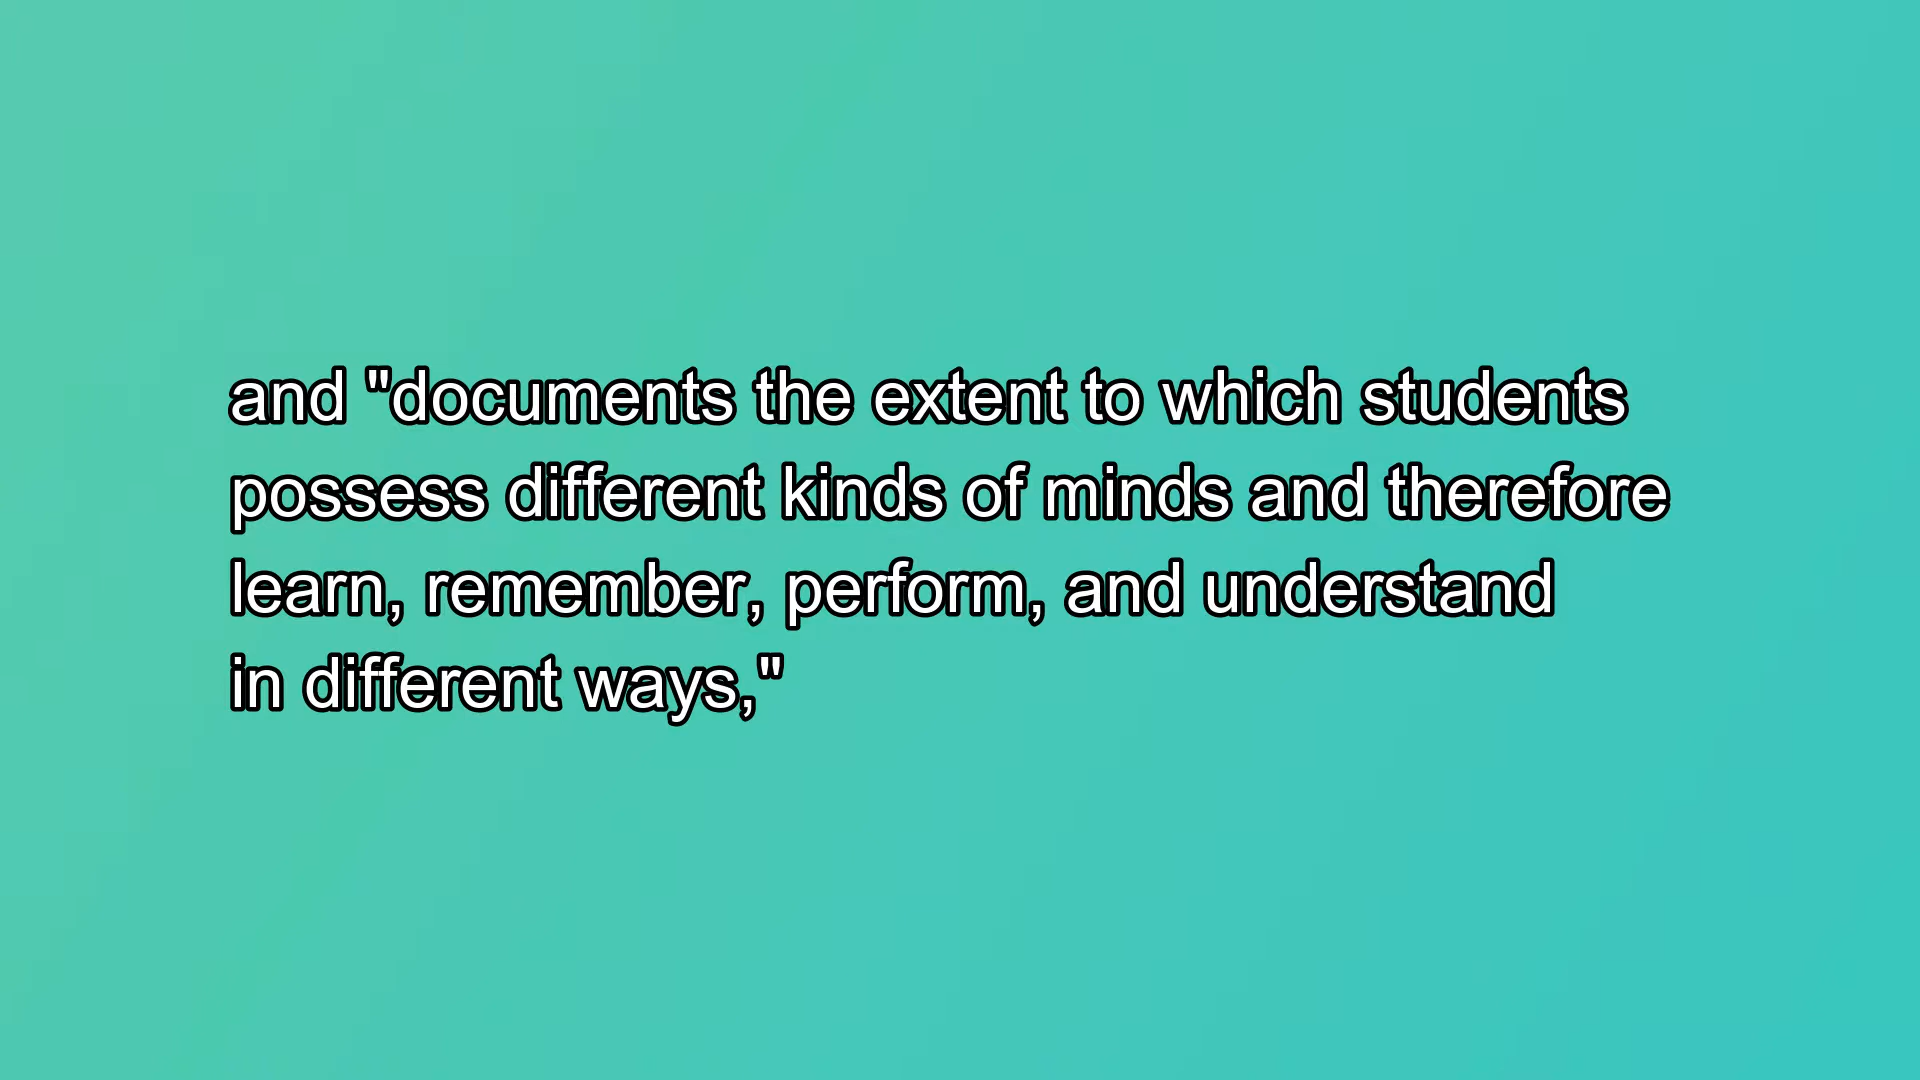 and "documents the extent to which students
possess different kinds of minds and therefore
learn, remember, perform, and understand
in different ways,"